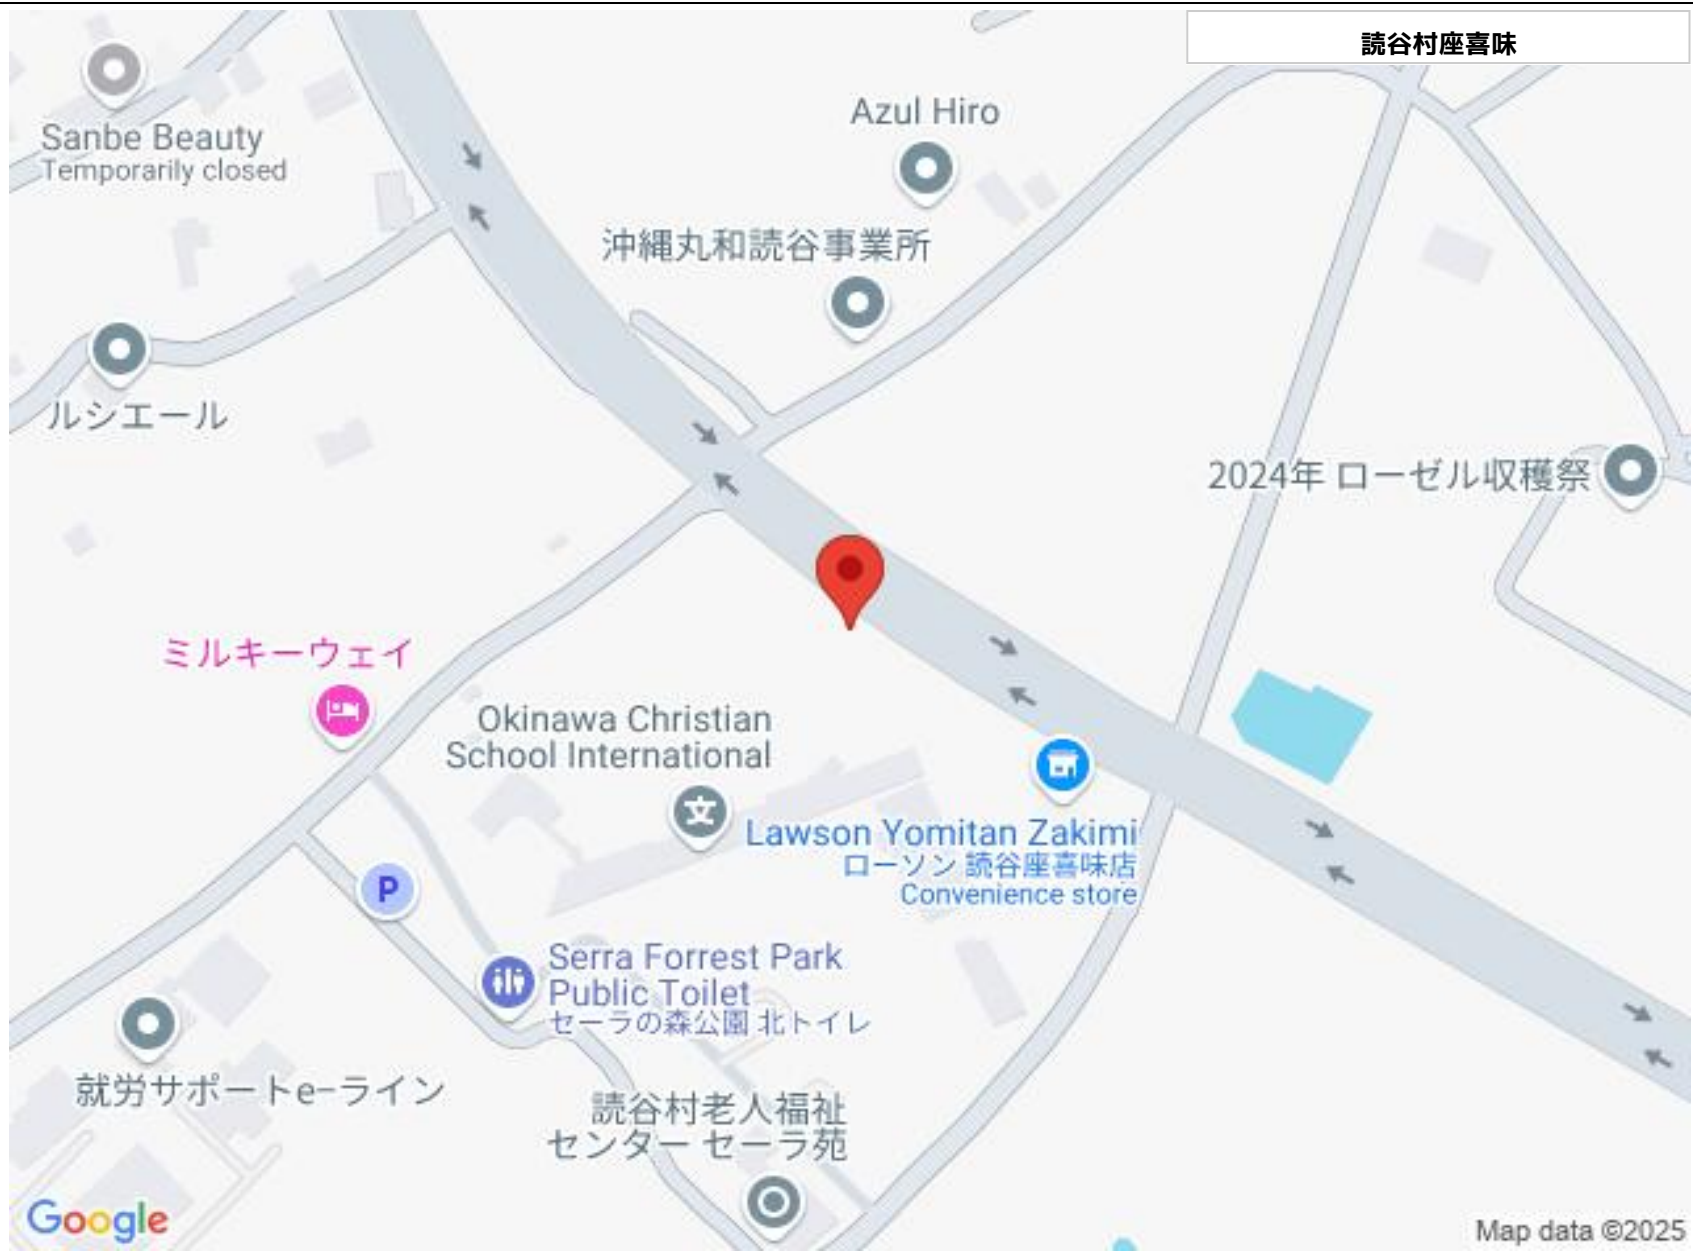 読谷村座喜味
Azul Hiro
Sanbe Beauty
Temporarily closed
沖縄丸和読谷事業所
ルシエール
2024年 ローゼル収穫祭
ミルキーウェイ
Okinawa Christian
School International
文
Lawson Yomitan Zakimi
ローソン 読谷座喜味店
Convenience store
P
Serra Forrest Park
Public Toilet
セーラの森公園 北トイレ
就労サポートe-ライン
読谷村老人福祉
センター セーラ苑
Google
Map data ©2025